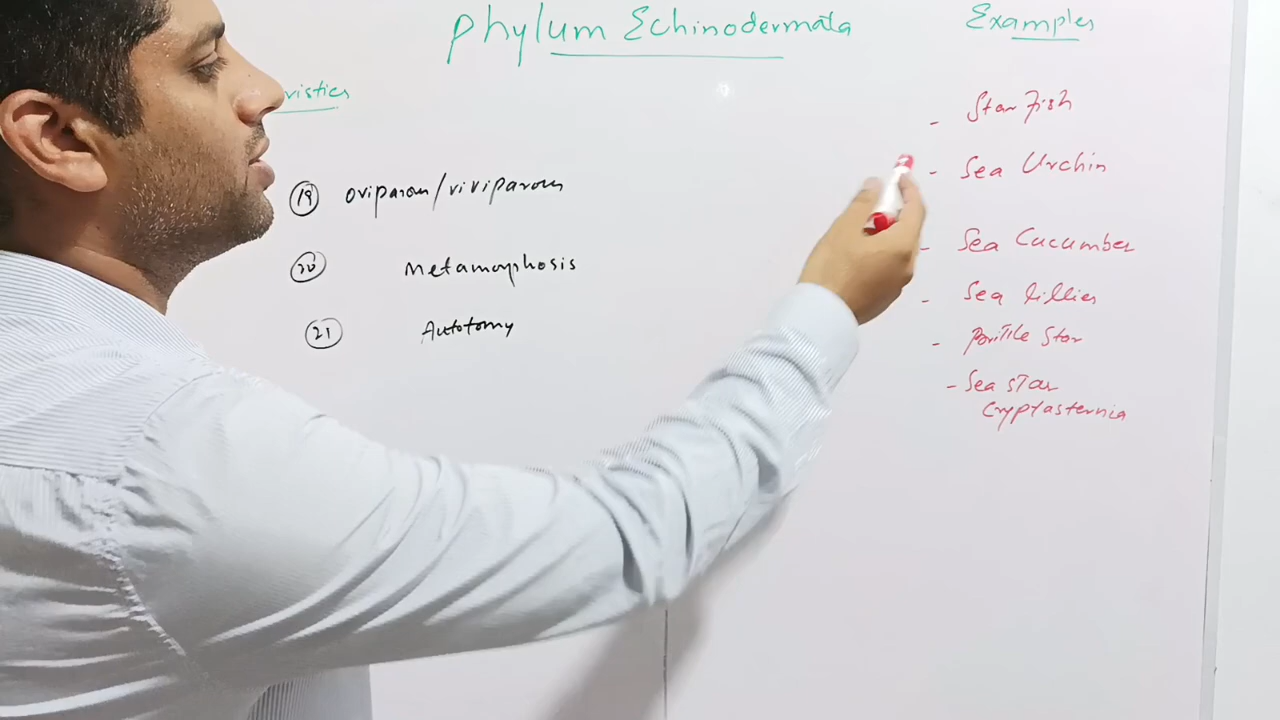 Phylum Echinodermata
Examples
ristics
- Star Fish
- Sea Urchin
19 oviparous/viviparous
- Sea Cucumber
20 Metamorphosis
- Sea lillies
21 Autotomy
- Brittle Star
- Sea Star
Cryptasternia